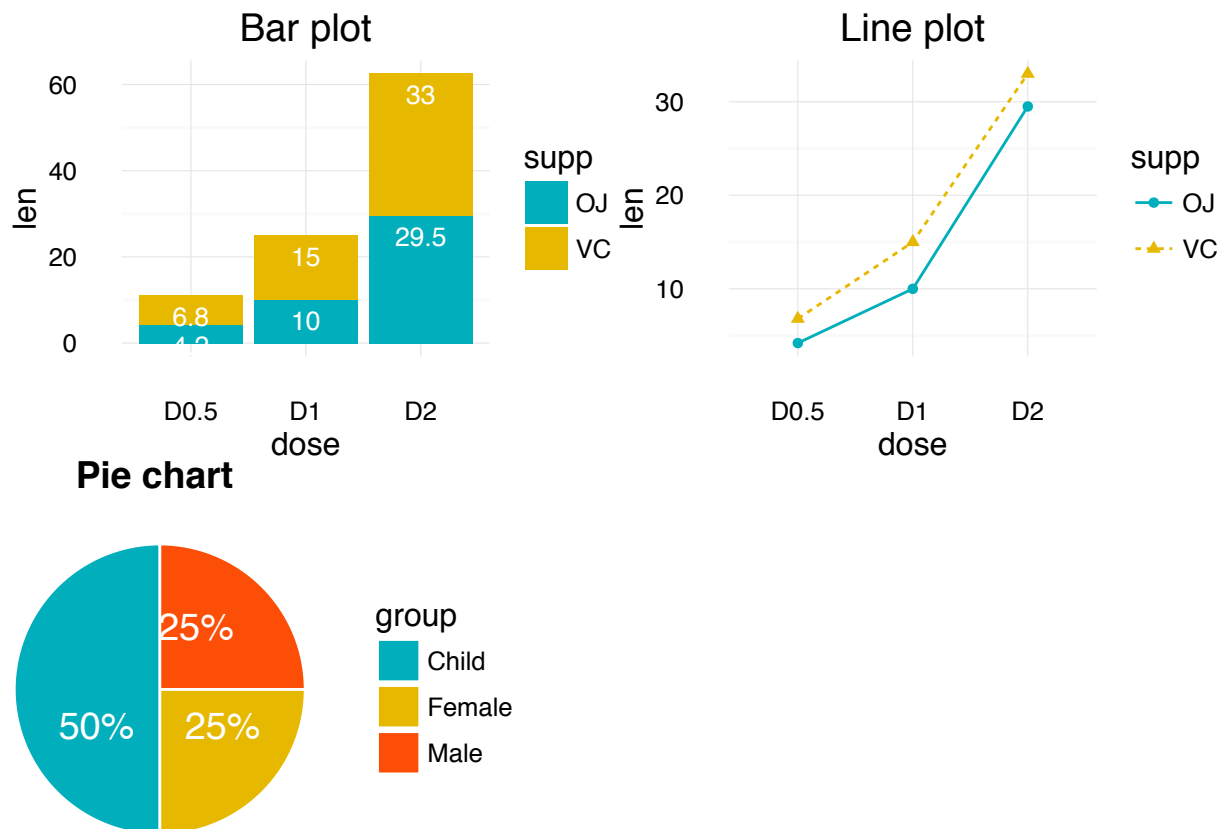 Bar plot
60
40
20
0
len
33
29.5
15
10
6.8
4.2
D0.5 D1 D2
dose
supp
OJ
VC
Line plot
30
20
10
len
D0.5 D1 D2
dose
supp
OJ
VC
Pie chart
25%
50% 25%
group
Child
Female
Male